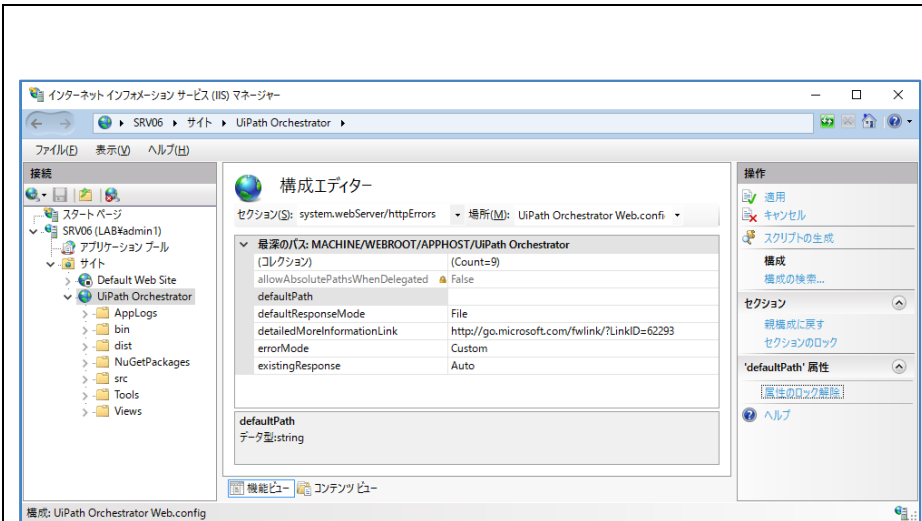 インターネット インフォメーション サービス (IIS) マネージャー
SRV06 サイト UiPath Orchestrator
ファイル(F) 表示(V) ヘルプ(H)
接続
スタート ページ
SRV06 (LAB¥admin1)
アプリケーション プール
サイト
Default Web Site
UiPath Orchestrator
AppLogs
bin
dist
NuGetPackages
src
Tools
Views
構成エディター
セクション(S): system.webServer/httpErrors 場所(M): UiPath Orchestrator Web.confi
最深のパス: MACHINE/WEBROOT/APPHOST/UiPath Orchestrator
(コレクション) (Count=9)
allowAbsolutePathsWhenDelegated False
defaultPath
defaultResponseMode File
detailedMoreInformationLink http://go.microsoft.com/fwlink/?LinkID=62293
errorMode Custom
existingResponse Auto
defaultPath
データ型:string
機能ビュー コンテンツ ビュー
操作
適用
キャンセル
スクリプトの生成
構成
構成の検索...
セクション
親構成に戻す
セクションのロック
'defaultPath' 属性
属性のロック解除
ヘルプ
構成: UiPath Orchestrator Web.config